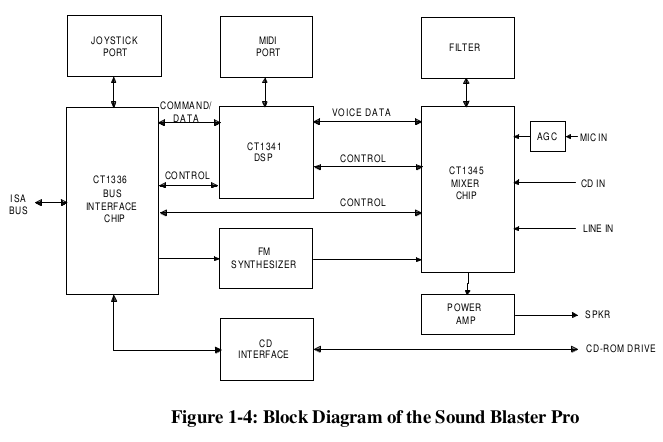 JOYSTICK
PORT
MIDI
PORT
FILTER
COMMAND/
DATA
VOICE DATA
CT1341
DSP
AGC
MIC IN
CONTROL
CONTROL
CT1336
BUS
INTERFACE
CHIP
CT1345
MIXER
CHIP
CD IN
ISA
BUS
CONTROL
LINE IN
FM
SYNTHESIZER
POWER
AMP
SPKR
CD
INTERFACE
CD-ROM DRIVE
Figure 1-4: Block Diagram of the Sound Blaster Pro